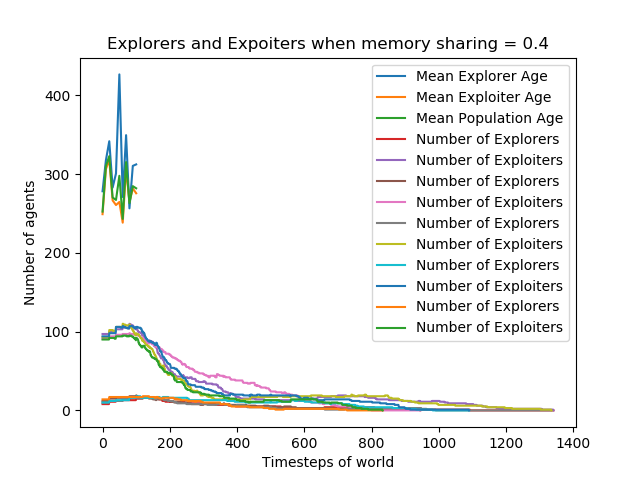 Explorers and Expoiters when memory sharing = 0.4
Mean Explorer Age
Mean Exploiter Age
Mean Population Age
Number of Explorers
Number of Exploiters
Number of Explorers
Number of Exploiters
Number of Explorers
Number of Exploiters
Number of Explorers
Number of Exploiters
Number of Explorers
Number of Exploiters
Number of agents
400
300
200
100
0
0 200 400 600 800 1000 1200 1400
Timesteps of world